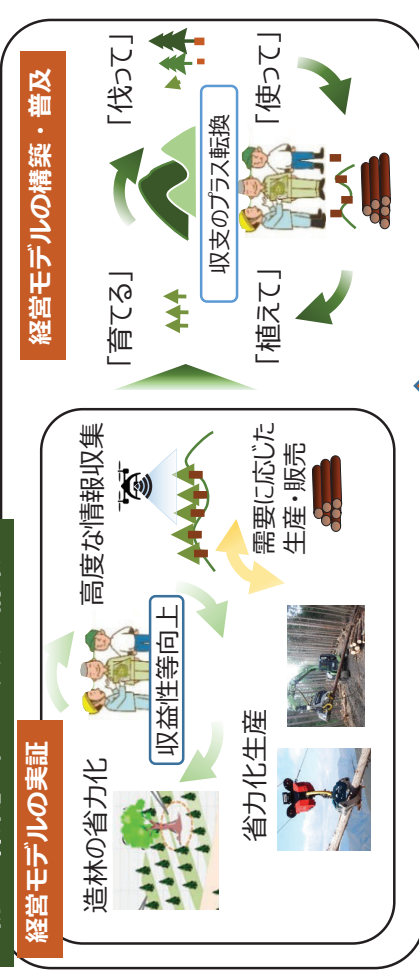 経営モデルの実証
造林の省力化
収益性等向上
高度な情報収集
省力化生産
需要に応じた
生産・販売
経営モデルの構築・普及
「育てる」
「伐って」
収支のプラス転換
「植えて」
「使って」